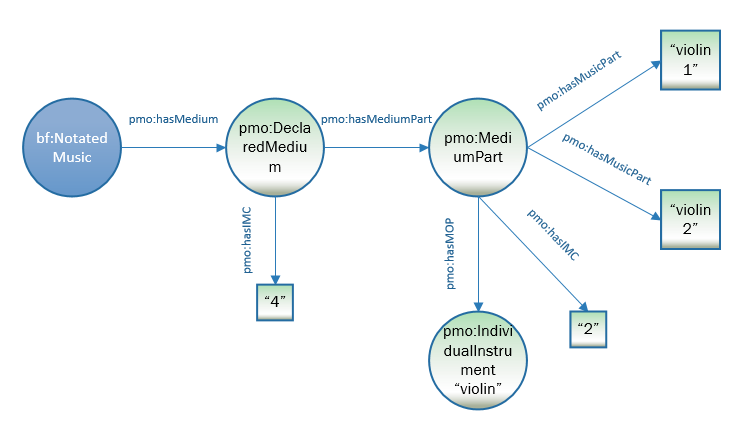 bf:Notated
Music
pmo:hasMedium
pmo:Decla
redMediu
m
pmo:hasMediumPart
pmo:Medi
umPart
pmo:hasMusicPart
"violin
1"
pmo:hasMusicPart
"violin
2"
pmo:hasIMC
"4"
pmo:hasMOP
pmo:hasIMC
"2"
pmo:Indivi
dualInstru
ment
"violin"